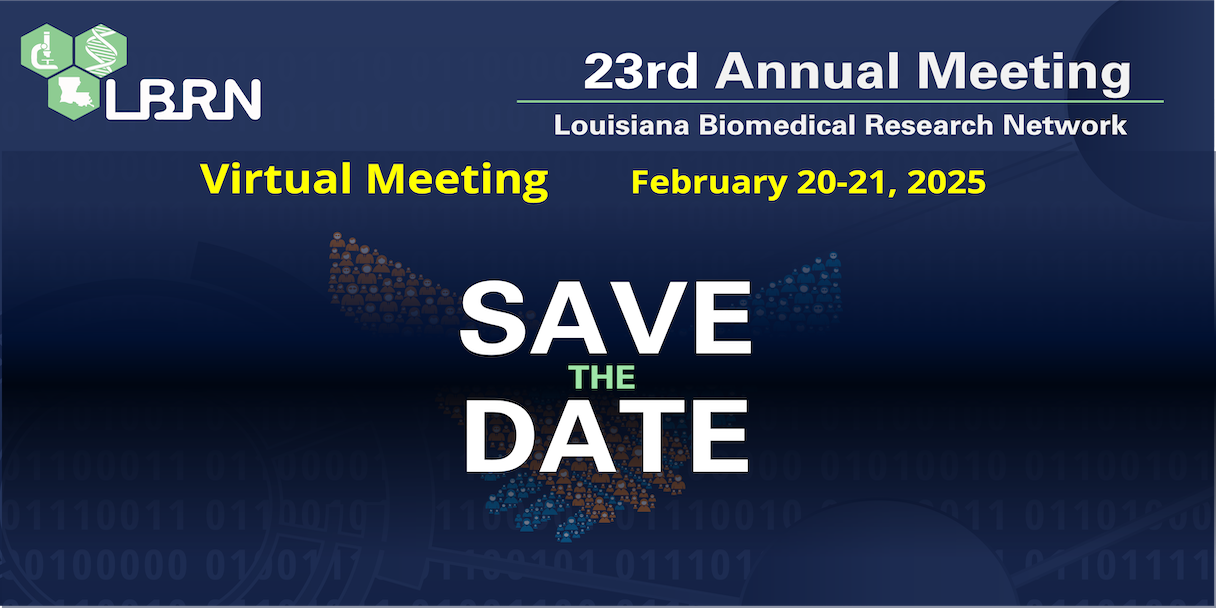 LBRN
23rd Annual Meeting
Louisiana Biomedical Research Network
Virtual Meeting
February 20-21, 2025
SAVE
THE
DATE